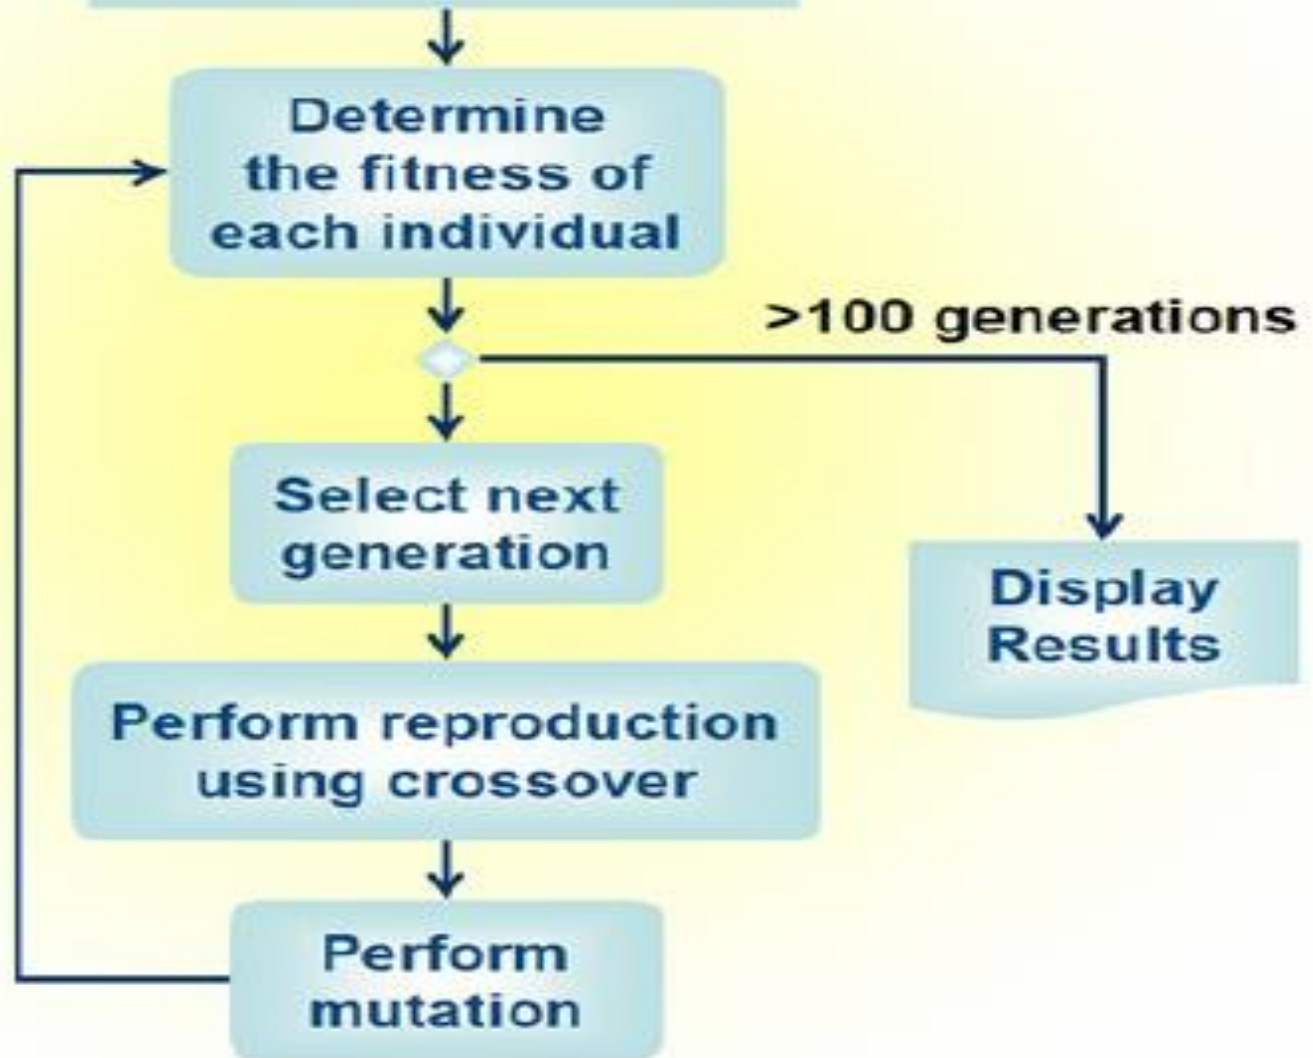 Determine
the fitness of
each individual
>100 generations
Select next
generation
Display
Results
Perform reproduction
using crossover
Perform
mutation